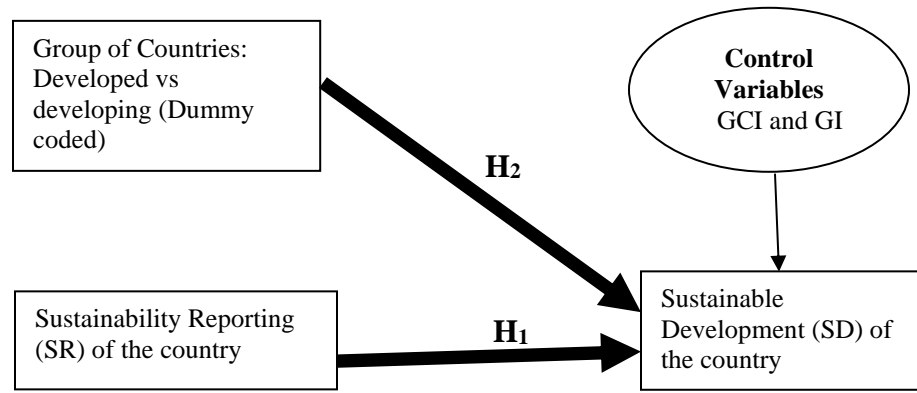 Group of Countries:
Developed vs
developing (Dummy
coded)
Control
Variables
GCI and GI
H₂
Sustainability Reporting
(SR) of the country
H₁
Sustainable
Development (SD) of
the country